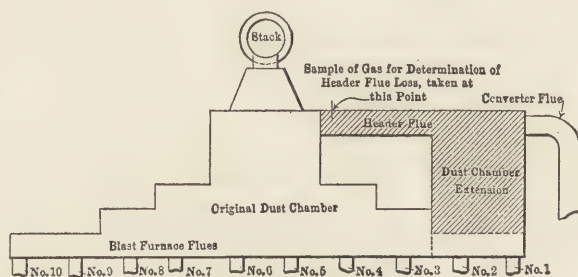 Stack
Sample of Gas for Determination of
Header Flue Loss, taken at
this Point
Converter Flue
Header Flue
Dust Chamber
Extension
Original Dust Chamber
Blast Furnace Flues
No.10 No.9 No.8 No.7 No.6 No.5 No.4 No.3 No.2 No.1